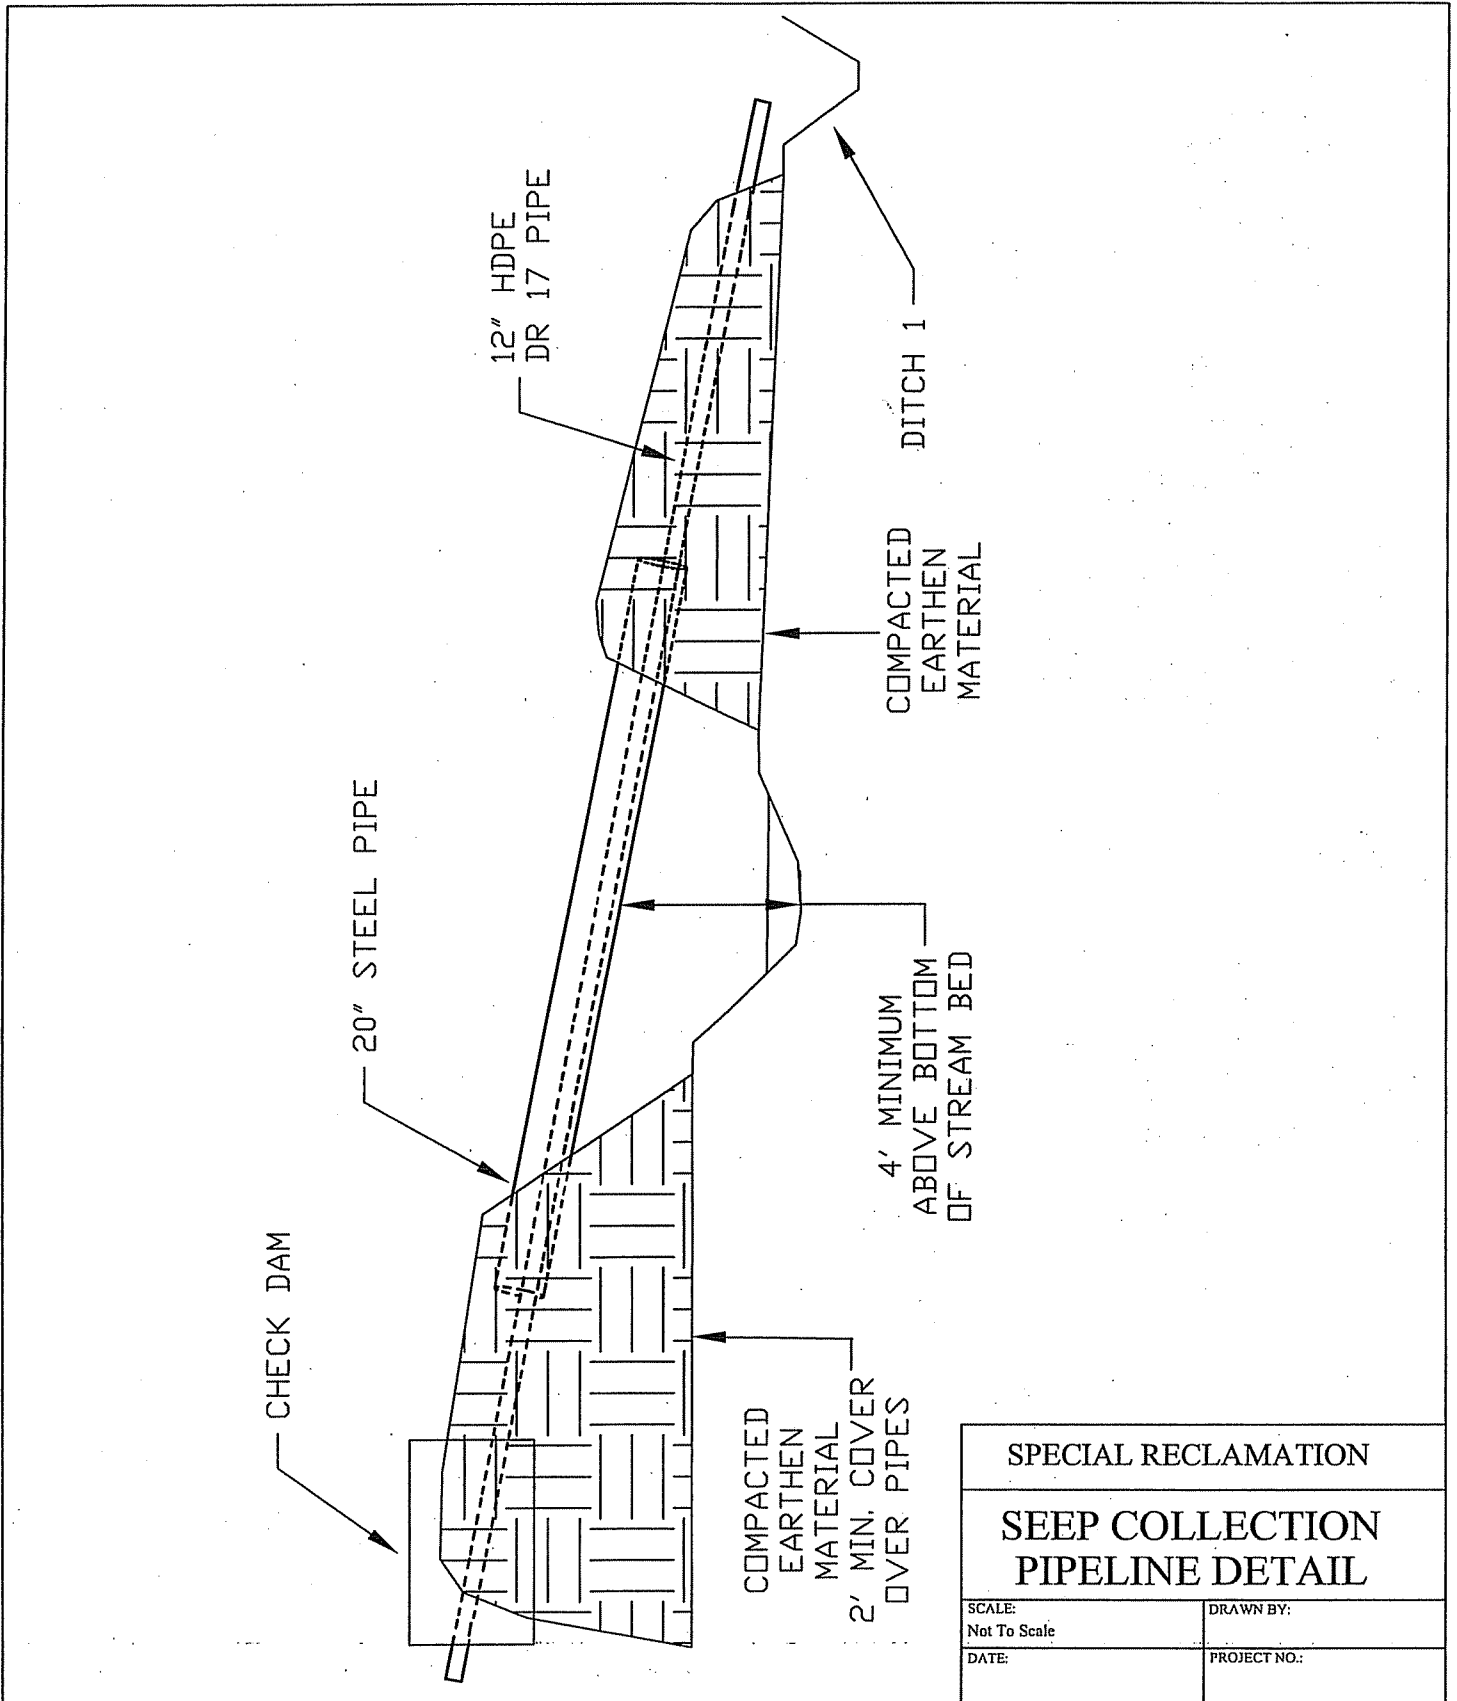 CHECK DAM
20" STEEL PIPE
12" HDPE
DR 17 PIPE
COMPACTED
EARTHEN
MATERIAL
2' MIN. COVER
OVER PIPES
4' MINIMUM
ABOVE BOTTOM
OF STREAM BED
COMPACTED
EARTHEN
MATERIAL
DITCH 1
SPECIAL RECLAMATION
SEEP COLLECTION
PIPELINE DETAIL
SCALE:
Not To Scale
DRAWN BY:
DATE:
PROJECT NO.: